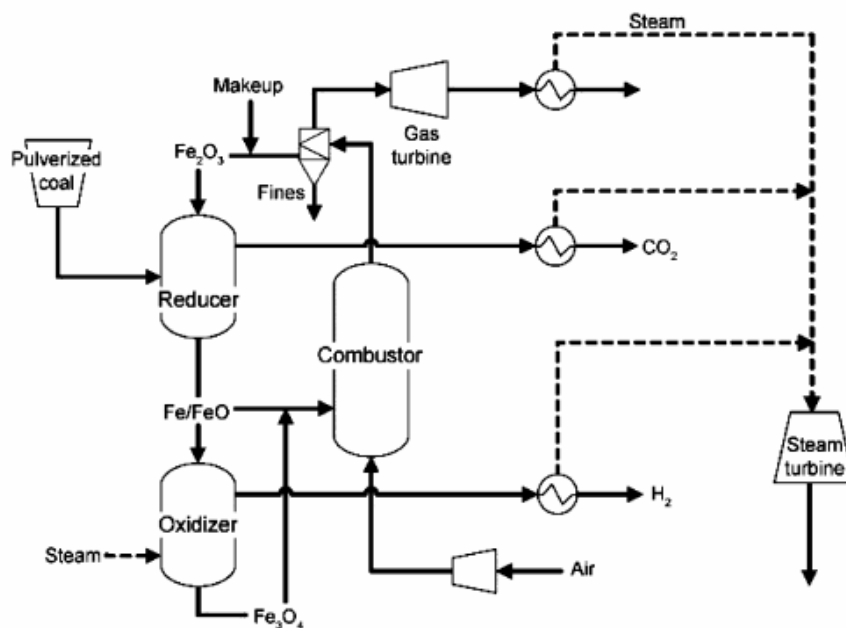 Steam
Makeup
Gas
turbine
Pulverized
coal
Fe₂O₃
Fines
CO₂
Reducer
Combustor
Fe/FeO
Steam
turbine
Oxidizer
H₂
Steam
Air
Fe₃O₄